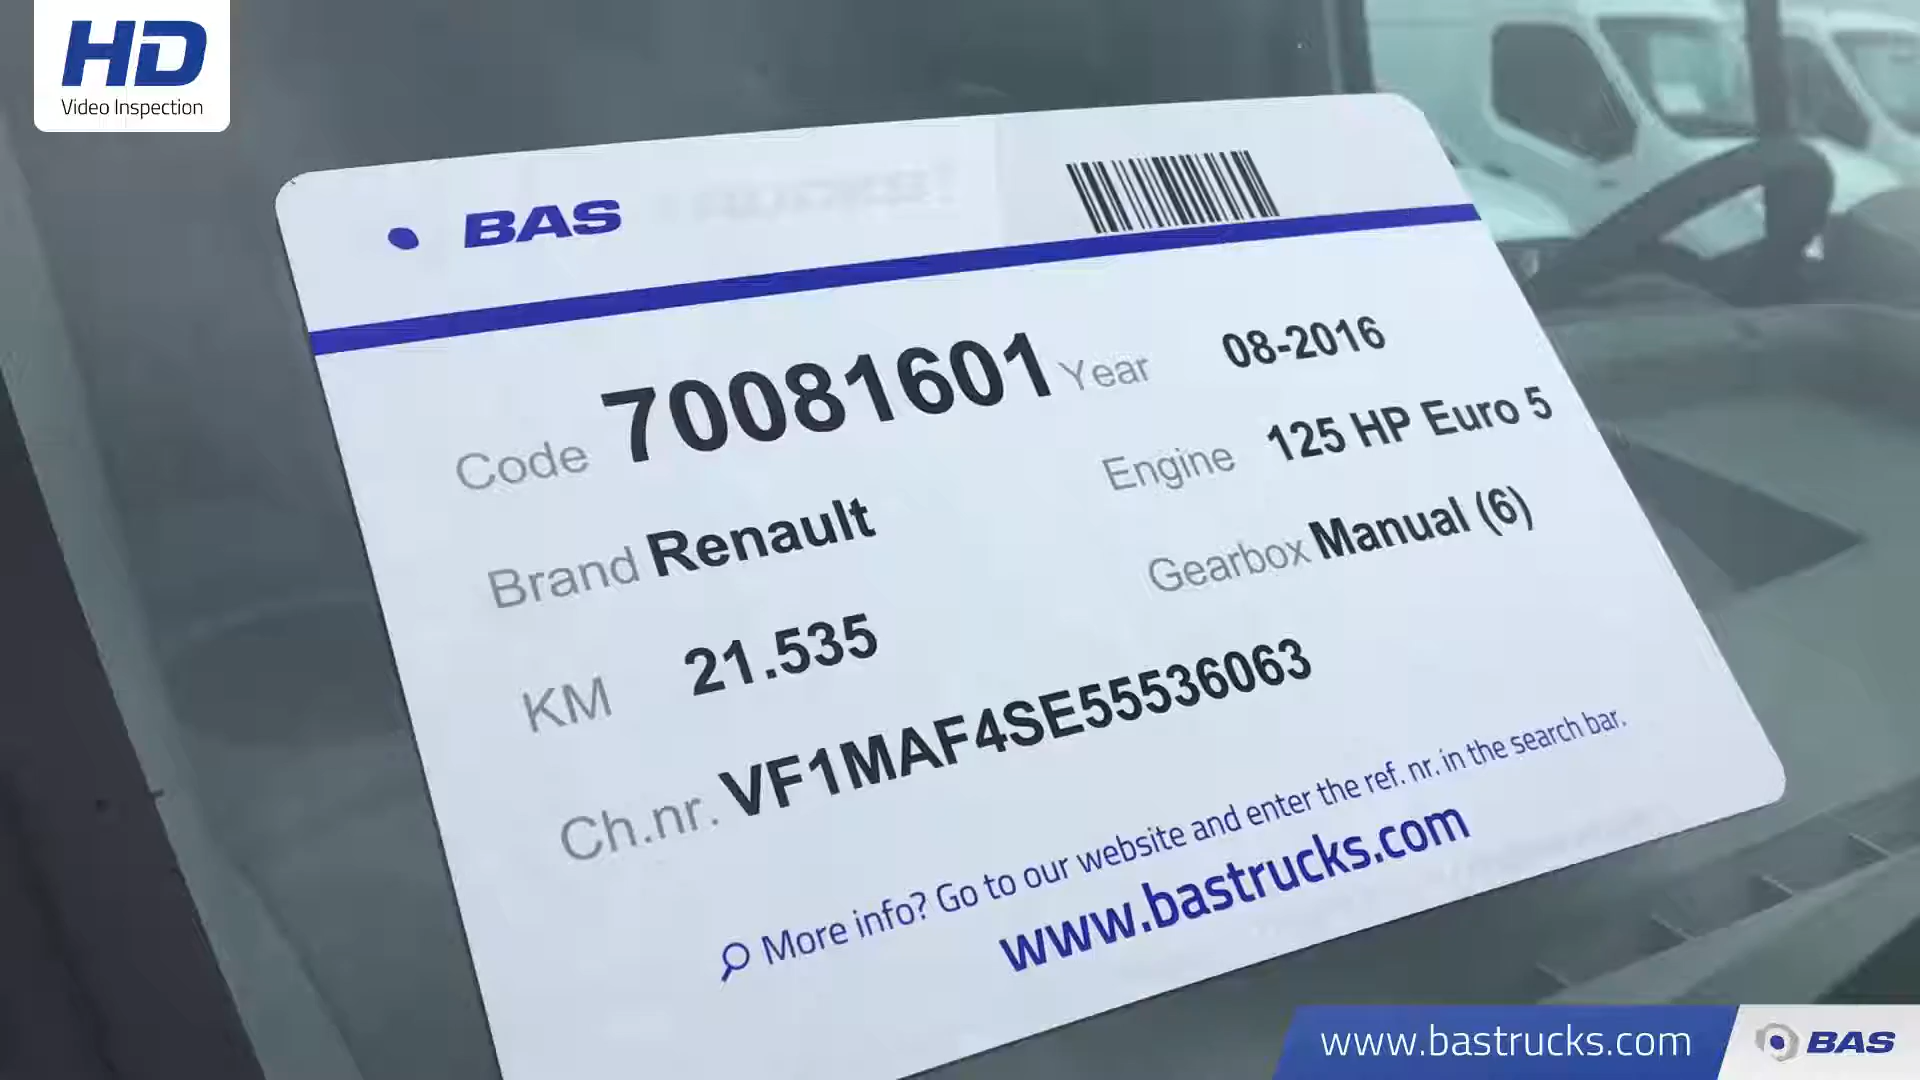 HD
Video Inspection
BAS
Code 70081601
Year 08-2016
Brand Renault
Engine 125 HP Euro 5
KM 21.535
Gearbox Manual (6)
Ch.nr. VF1MAF4SE55536063
More info? Go to our website and enter the ref. nr. in the search bar.
www.bastrucks.com
www.bastrucks.com
BAS